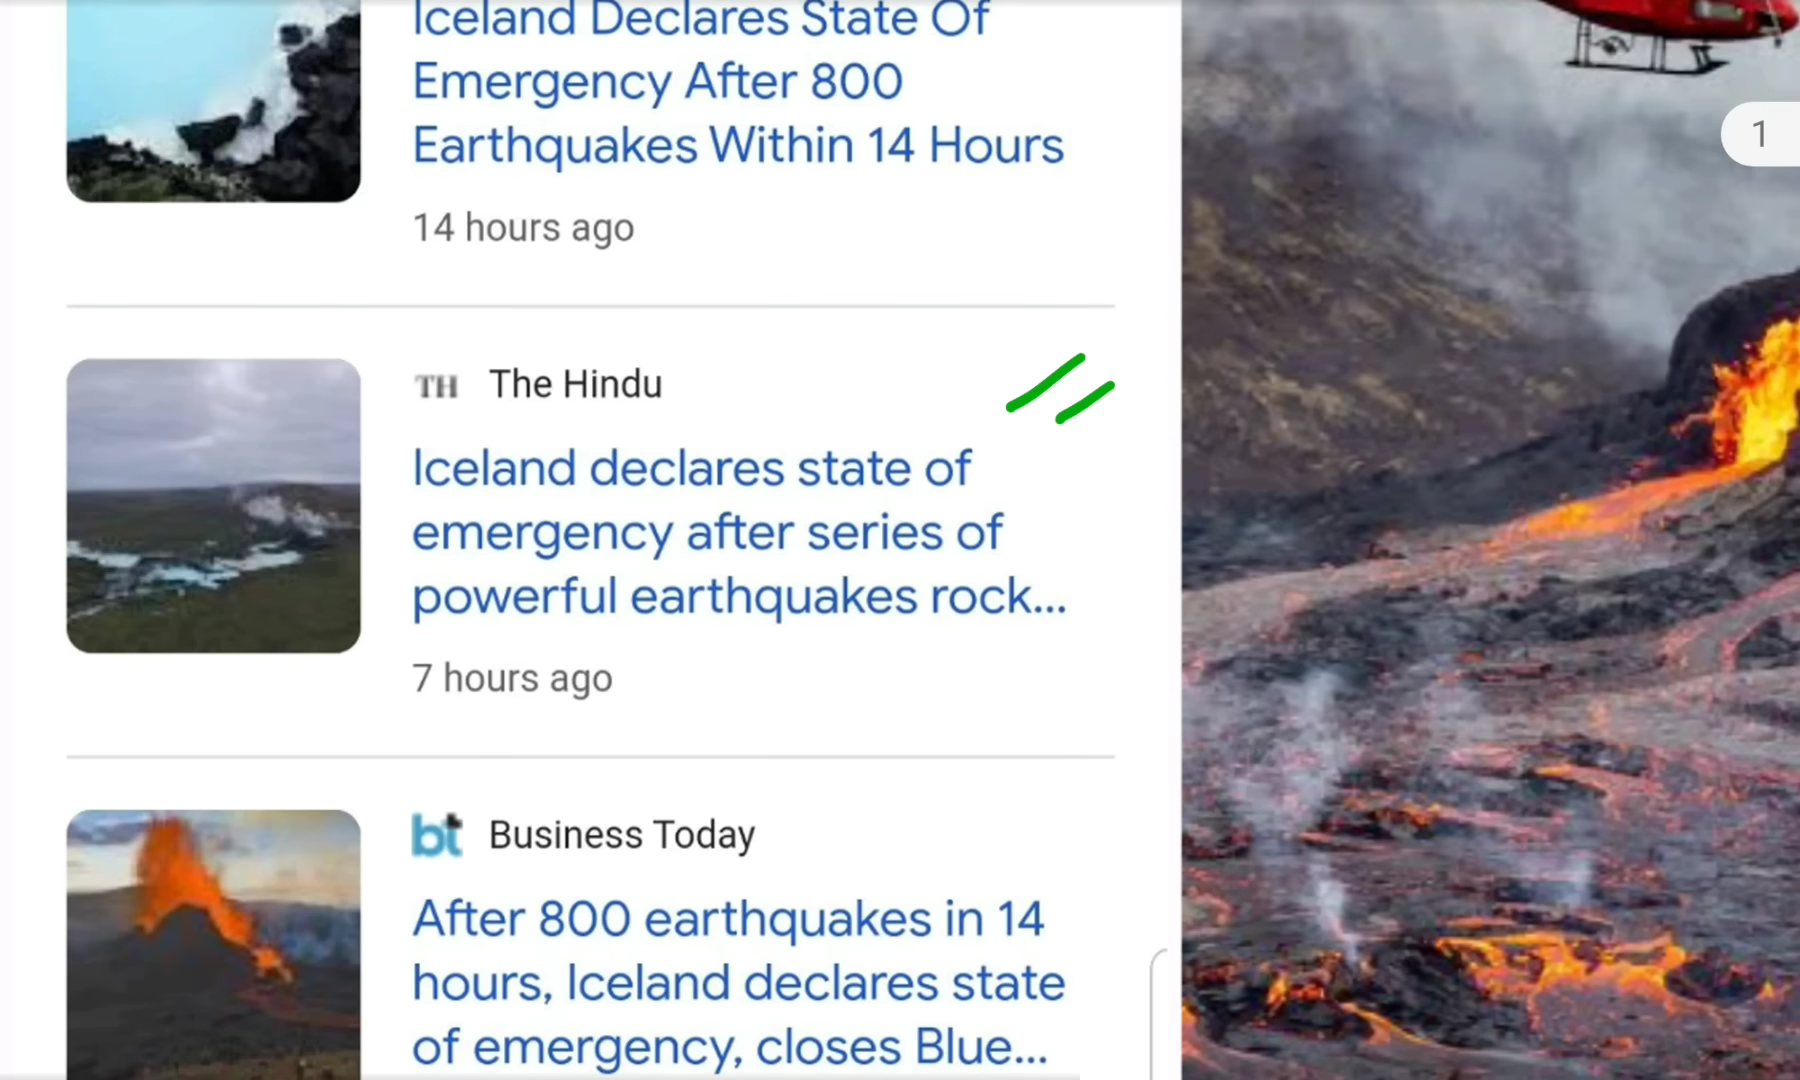 Iceland Declares State Of
Emergency After 800
Earthquakes Within 14 Hours
14 hours ago
1
TH The Hindu
Iceland declares state of
emergency after series of
powerful earthquakes rock...
7 hours ago
bt Business Today
After 800 earthquakes in 14
hours, Iceland declares state
of emergency, closes Blue...